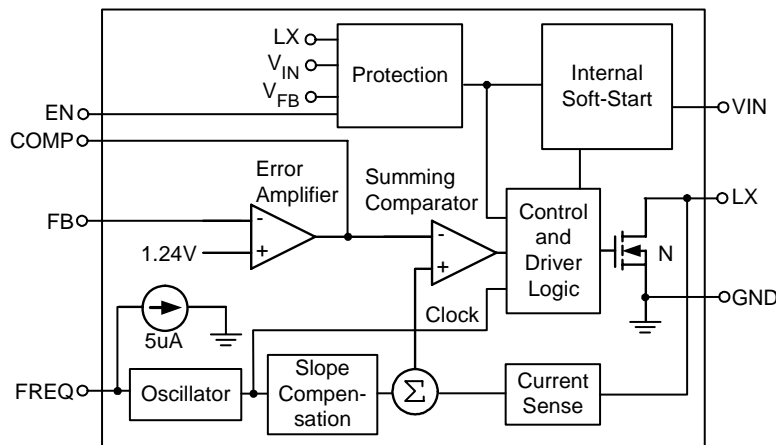 LX
VIN
VFB
Protection
Internal
Soft-Start
EN
VIN
COMP
Error
Amplifier
Summing
Comparator
LX
FB
-
+
1.24V
-
+
Control
and
Driver
Logic
N
GND
5uA
Clock
FREQ
Oscillator
Slope
Compen-
sation
Σ
Current
Sense